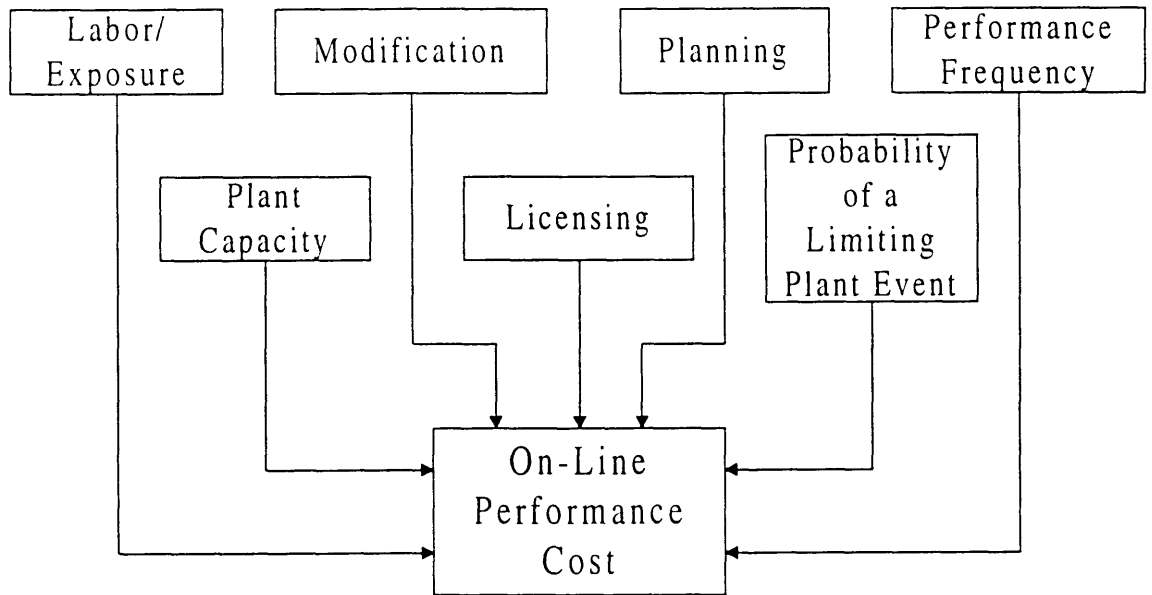 Labor/
Exposure
Modification
Planning
Performance
Frequency
Plant
Capacity
Licensing
Probability
of a
Limiting
Plant Event
On-Line
Performance
Cost